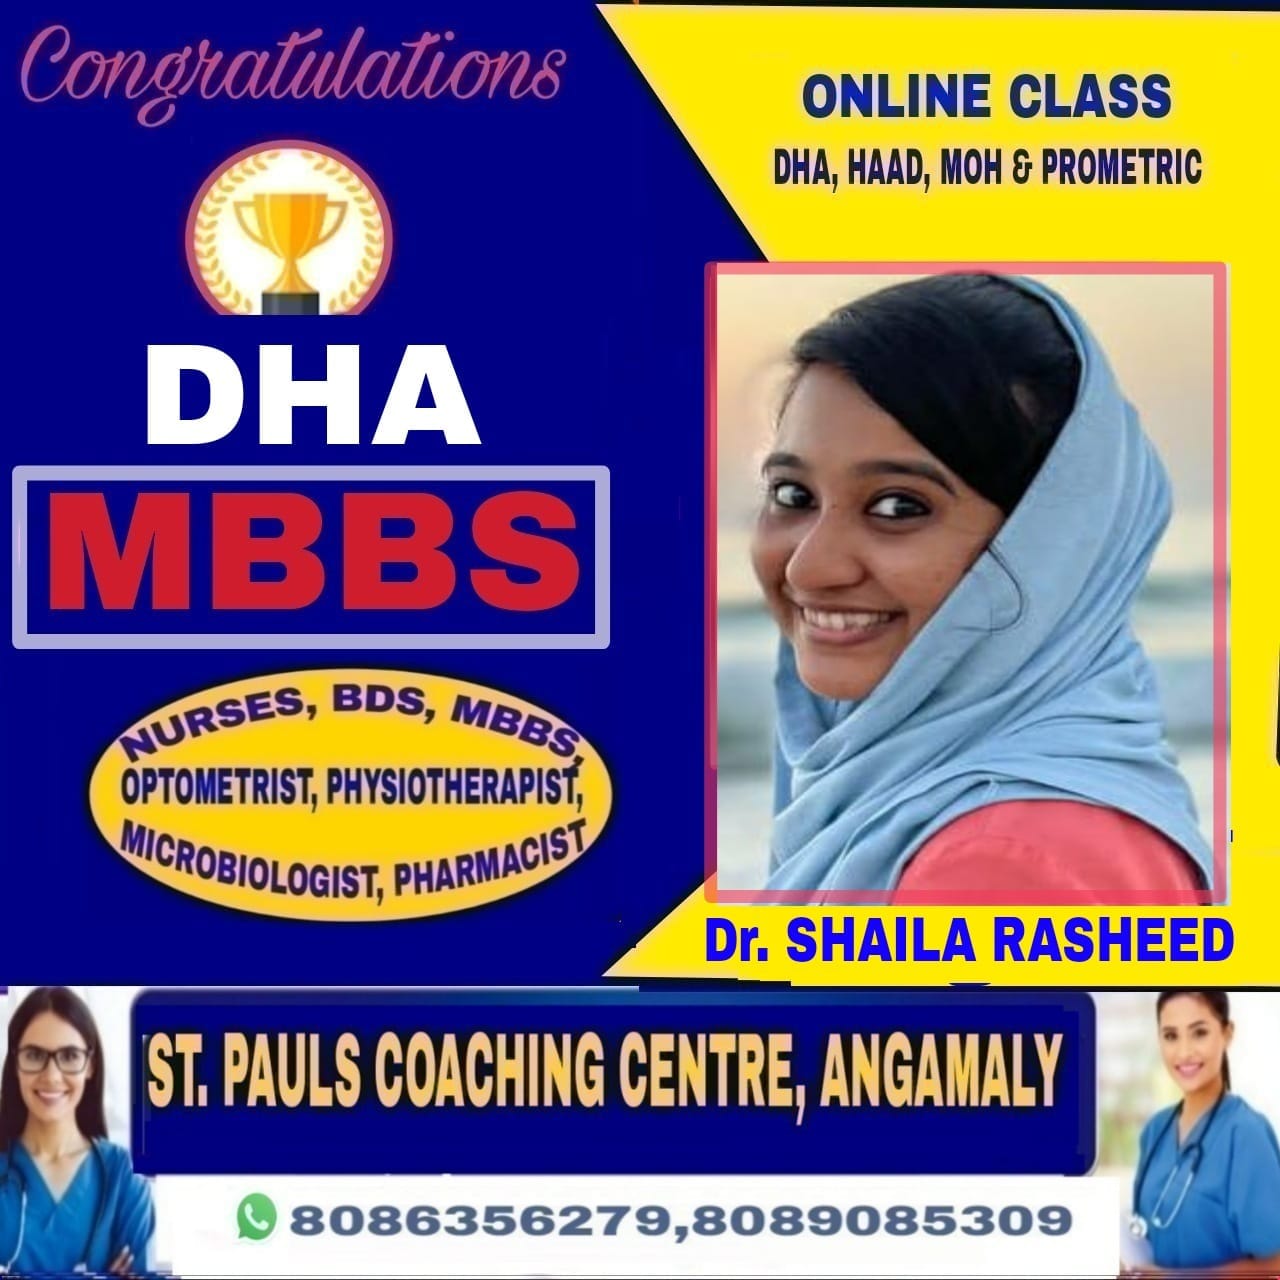 Congratulations
ONLINE CLASS
DHA, HAAD, MOH & PROMETRIC
DHA
MBBS
NURSES, BDS, MBBS,
OPTOMETRIST, PHYSIOTHERAPIST,
MICROBIOLOGIST, PHARMACIST
Dr. SHAILA RASHEED
ST. PAULS COACHING CENTRE, ANGAMALY
8086356279,8089085309